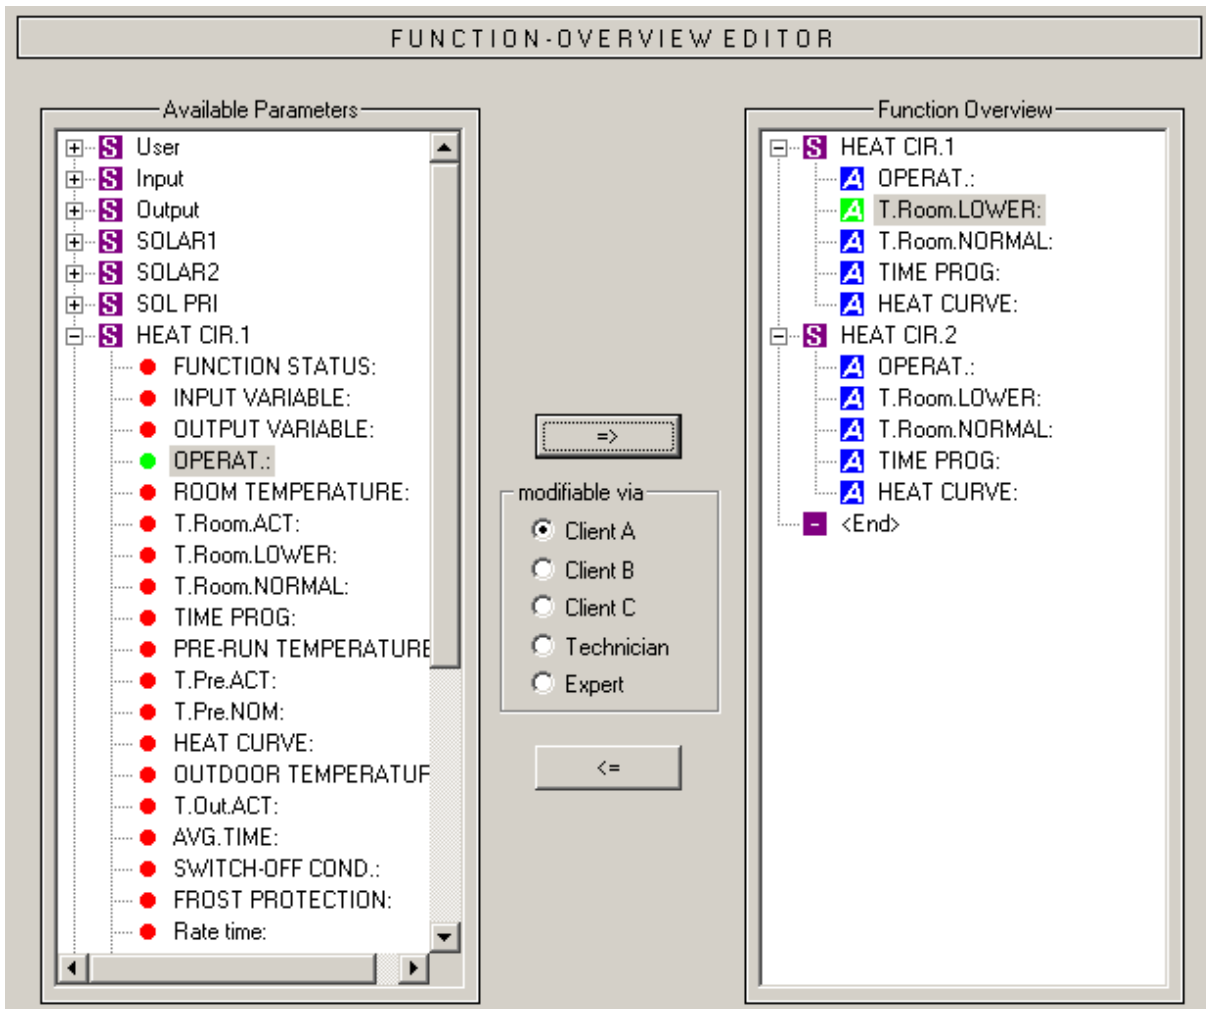 FUNCTION-OVERVIEW EDITOR
Available Parameters
S User
S Input
S Output
S SOLAR1
S SOLAR2
S SOL PRI
S HEAT CIR.1
FUNCTION STATUS:
INPUT VARIABLE:
OUTPUT VARIABLE:
OPERAT.:
ROOM TEMPERATURE:
T.Room.ACT:
T.Room.LOWER:
T.Room.NORMAL:
TIME PROG:
PRE-RUN TEMPERATURE
T.Pre.ACT:
T.Pre.NOM:
HEAT CURVE:
OUTDOOR TEMPERATUR
T.Out.ACT:
AVG.TIME:
SWITCH-OFF COND.:
FROST PROTECTION:
Rate time:
=>
modifiable via
Client A
Client B
Client C
Technician
Expert
<=
Function Overview
S HEAT CIR.1
A OPERAT.:
A T.Room.LOWER:
A T.Room.NORMAL:
A TIME PROG:
A HEAT CURVE:
S HEAT CIR.2
A OPERAT.:
A T.Room.LOWER:
A T.Room.NORMAL:
A TIME PROG:
A HEAT CURVE:
- <End>